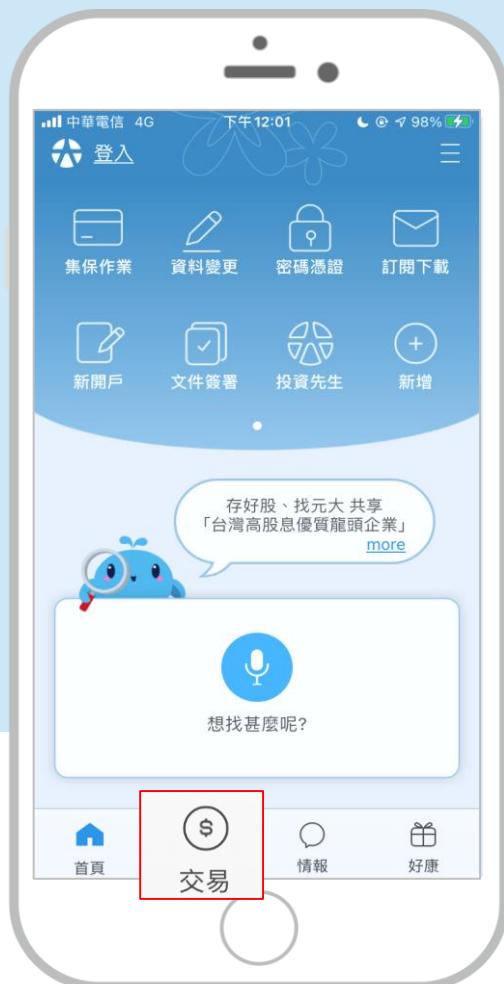 中華電信 4G 下午12:01 98%
登入
集保作業 資料變更 密碼憑證 訂閱下載
新開戶 文件簽署 投資先生 新增
存好股、找元大 共享
「台灣高股息優質龍頭企業」
more
想找甚麼呢?
首頁 交易 情報 好康